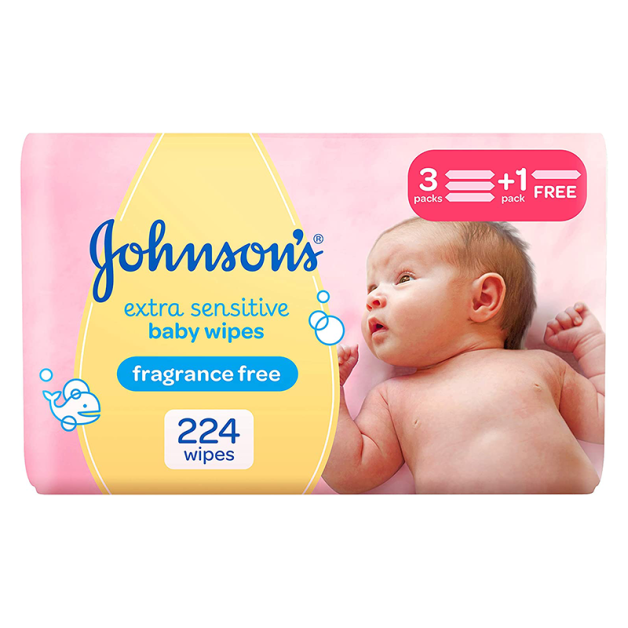 3 packs +1 pack FREE
Johnson's®
extra sensitive
baby wipes
fragrance free
224
wipes